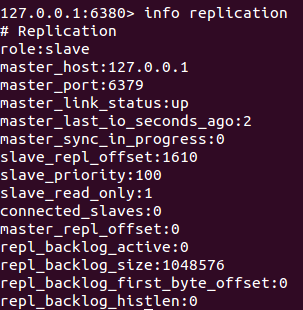 127.0.0.1:6380> info replication
# Replication
role:slave
master_host:127.0.0.1
master_port:6379
master_link_status:up
master_last_io_seconds_ago:2
master_sync_in_progress:0
slave_repl_offset:1610
slave_priority:100
slave_read_only:1
connected_slaves:0
master_repl_offset:0
repl_backlog_active:0
repl_backlog_size:1048576
repl_backlog_first_byte_offset:0
repl_backlog_histlen:0